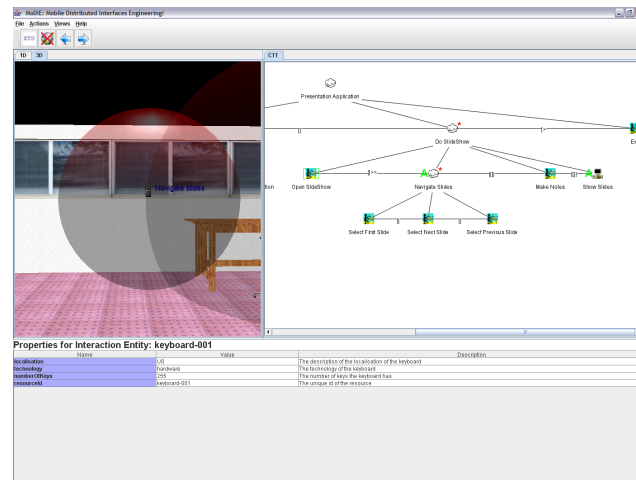 MoDIE: Mobile Distributed Interfaces Engineering!
File Actions Views Help
ETS
1D 3D
CTT
Presentation Application
Do SlideShow
Open SlideShow
Navigate Slides
Make Notes
Show Slides
Select First Slide
Select Next Slide
Select Previous Slide
Navigate Slides
Properties for Interaction Entity: keyboard-001
Name Value Description
localisation US The description of the localisation of the keyboard
technology hardware The technology of the keyboard
numberOfKeys 255 The number of keys the keyboard has
resourceId keyboard-001 The unique id of the resource